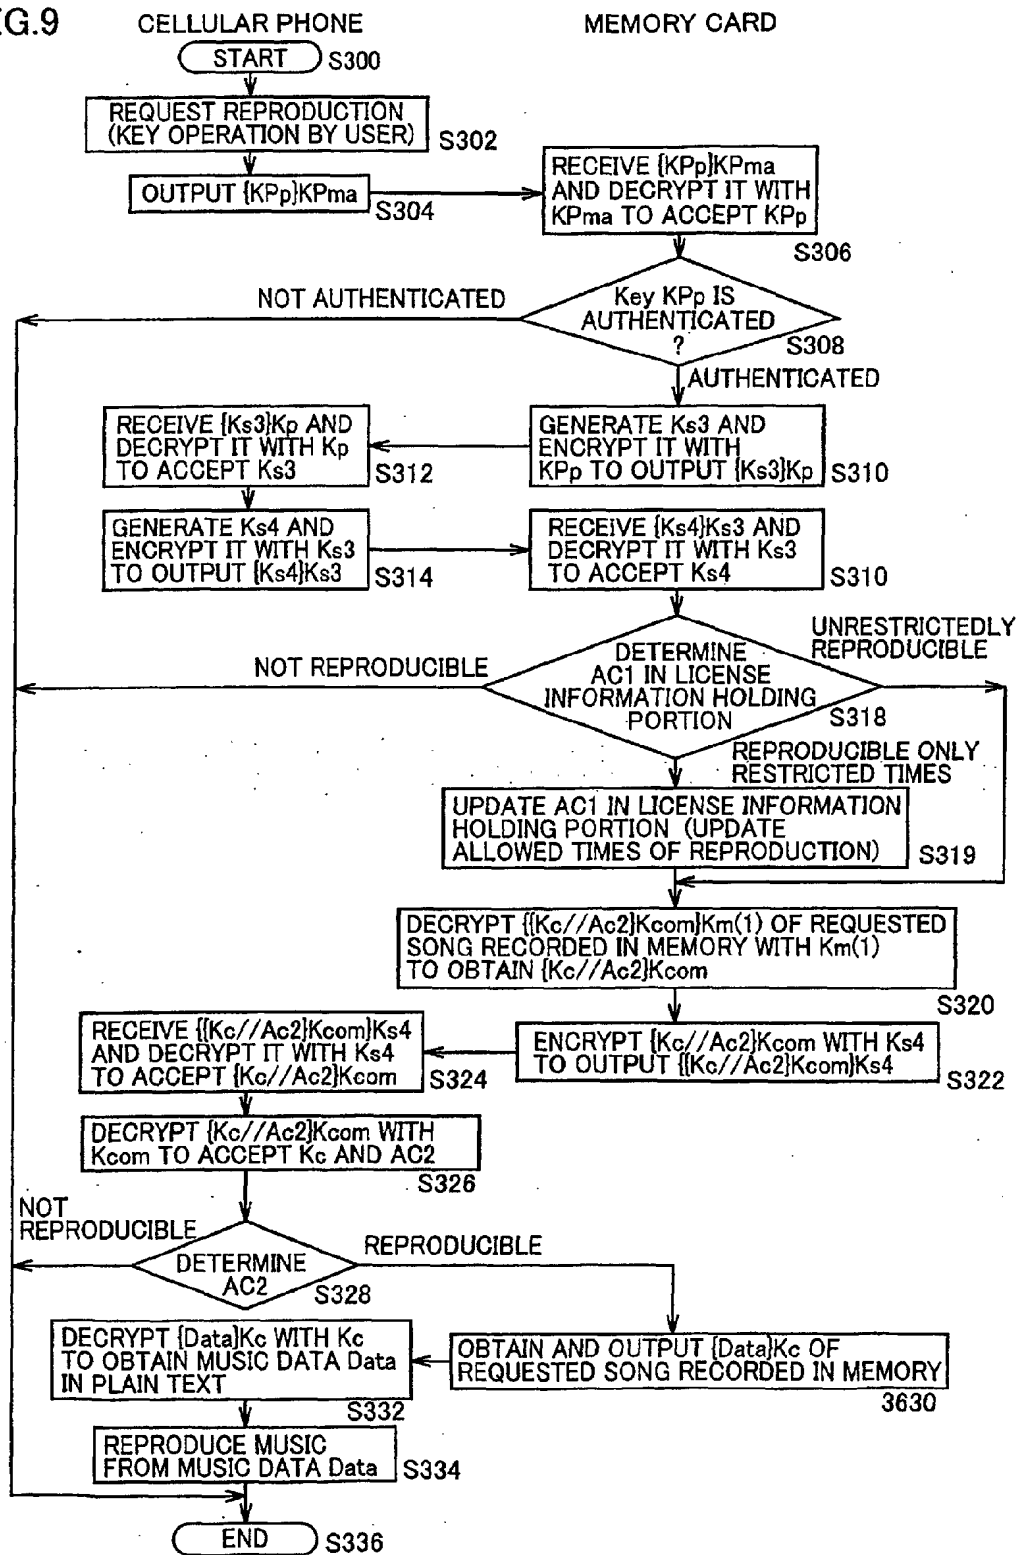 IG.9
CELLULAR PHONE
MEMORY CARD
START
S300
REQUEST REPRODUCTION
(KEY OPERATION BY USER)
S302
OUTPUT {KPp}KPma
S304
RECEIVE {KPp}KPma
AND DECRYPT IT WITH
KPma TO ACCEPT KPp
S306
NOT AUTHENTICATED
Key KPp IS
AUTHENTICATED
?
S308
AUTHENTICATED
RECEIVE {Ks3}Kp AND
DECRYPT IT WITH Kp
TO ACCEPT Ks3
S312
GENERATE Ks3 AND
ENCRYPT IT WITH
KPp TO OUTPUT {Ks3}Kp
S310
GENERATE Ks4 AND
ENCRYPT IT WITH Ks3
TO OUTPUT {Ks4}Ks3
S314
RECEIVE {Ks4}Ks3 AND
DECRYPT IT WITH Ks3
TO ACCEPT Ks4
S310
NOT REPRODUCIBLE
DETERMINE
AC1 IN LICENSE
INFORMATION HOLDING
PORTION
S318
UNRESTRICTEDLY
REPRODUCIBLE
REPRODUCIBLE ONLY
RESTRICTED TIMES
UPDATE AC1 IN LICENSE INFORMATION
HOLDING PORTION (UPDATE
ALLOWED TIMES OF REPRODUCTION)
S319
DECRYPT {{Kc//Ac2}Kcom}Km(1) OF REQUESTED
SONG RECORDED IN MEMORY WITH Km(1)
TO OBTAIN {Kc//Ac2}Kcom
S320
RECEIVE {{Kc//Ac2}Kcom}Ks4
AND DECRYPT IT WITH Ks4
TO ACCEPT {Kc//Ac2}Kcom
S324
ENCRYPT {Kc//Ac2}Kcom WITH Ks4
TO OUTPUT {{Kc//Ac2}Kcom}Ks4
S322
DECRYPT {Kc//Ac2}Kcom WITH
Kcom TO ACCEPT Kc AND AC2
S326
NOT
REPRODUCIBLE
DETERMINE
AC2
S328
REPRODUCIBLE
DECRYPT {Data}Kc WITH Kc
TO OBTAIN MUSIC DATA Data
IN PLAIN TEXT
S332
OBTAIN AND OUTPUT {Data}Kc OF
REQUESTED SONG RECORDED IN MEMORY
3630
REPRODUCE MUSIC
FROM MUSIC DATA Data
S334
END
S336